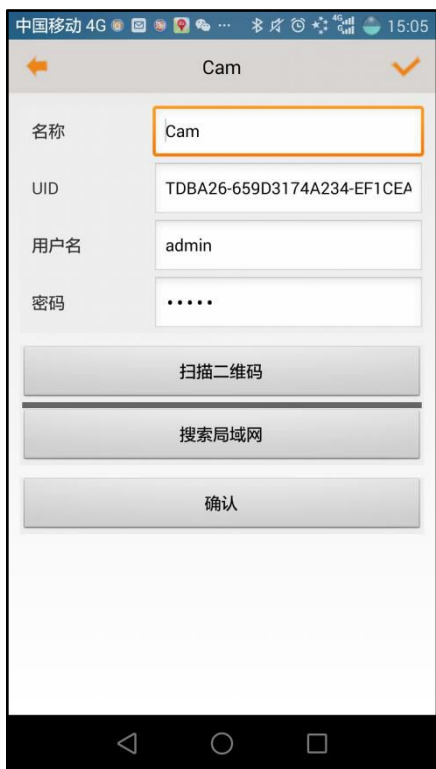 中国移动 4G ... 4G G 15:05
Cam
名称 Cam
UID TDBA26-659D3174A234-EF1CEA
用户名 admin
密码 •••••
扫描二维码
搜索局域网
确认